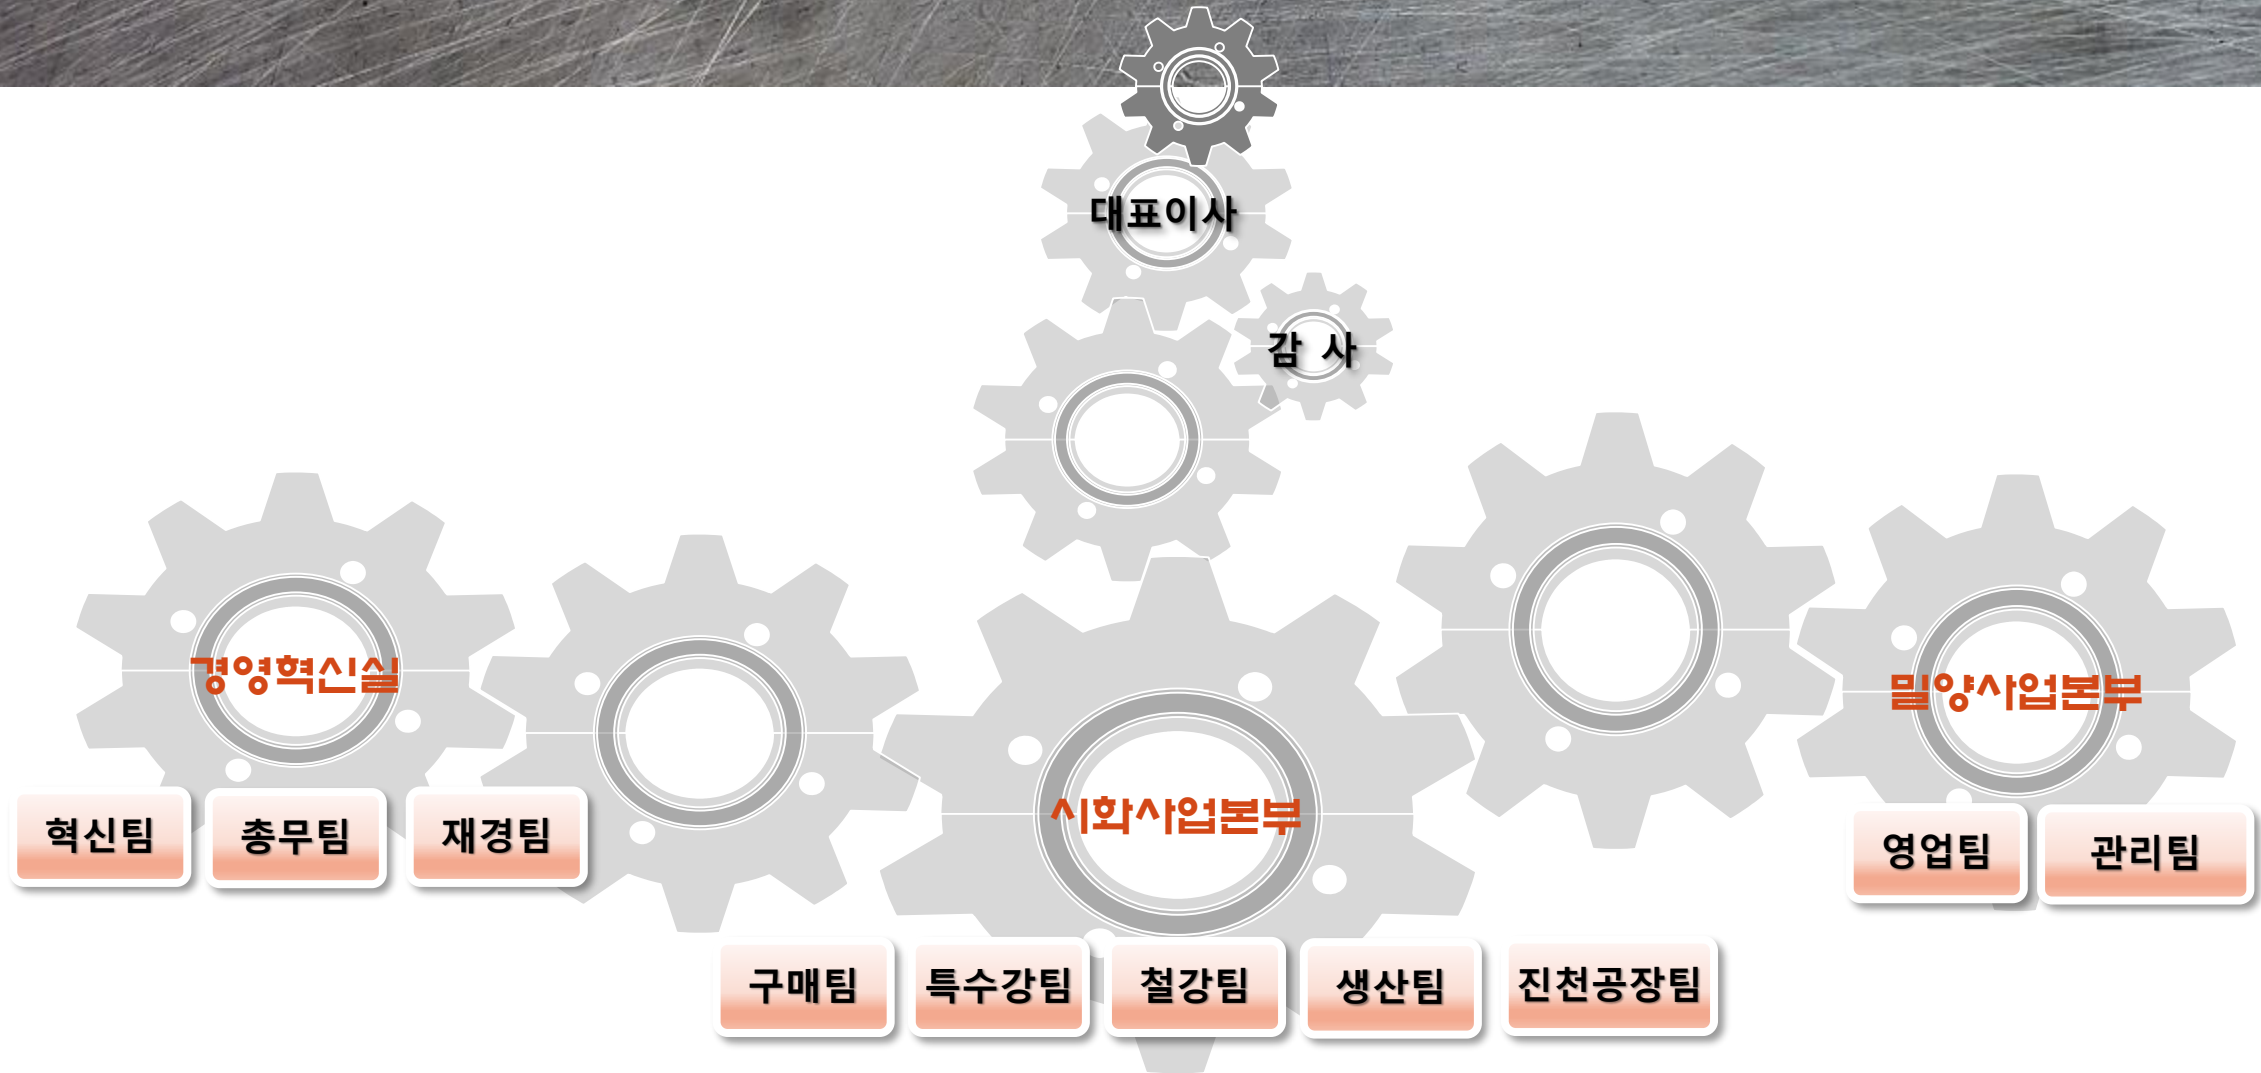 대표이사
감 사
경영혁신실
혁신팀
총무팀
재경팀
시화사업본부
구매팀
특수강팀
철강팀
생산팀
진천공장팀
밀양사업본부
영업팀
관리팀